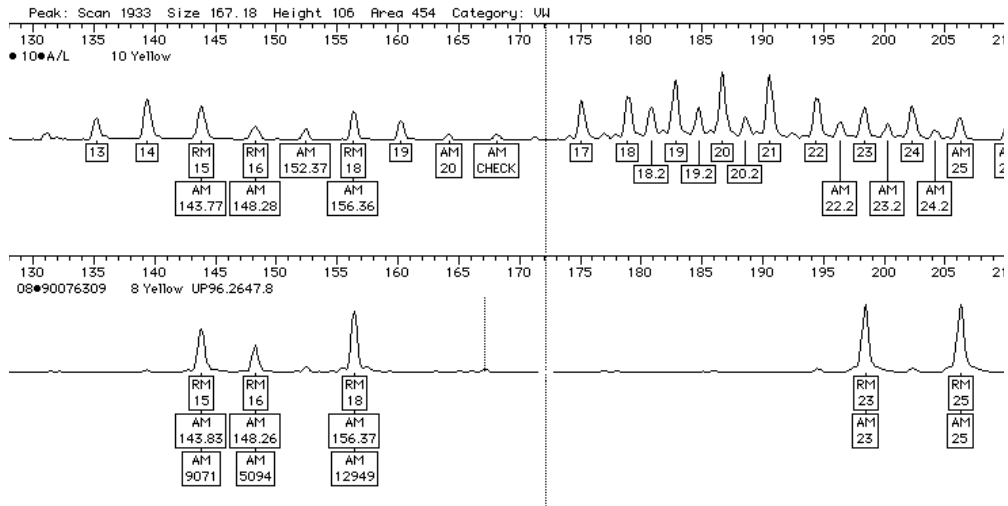 Peak: Scan 1933 Size 167.18 Height 106 Area 454 Category: VW
130 135 140 145 150 155 160 165 170 175 180 185 190 195 200 205 21
10●A/L 10 Yellow
13 14 RM 15 RM 16 AM 152.37 RM 18 19 AM 20 AM CHECK 17 18 19 20 21 22 23 24 AM 25
18.2 19.2 20.2
AM 143.77 AM 148.28 AM 156.36 AM 22.2 AM 23.2 AM 24.2
130 135 140 145 150 155 160 165 170 175 180 185 190 195 200 205 21
08●90076309 8 Yellow UP96.2647.8
RM 15 RM 16 RM 18 RM 23 RM 25
AM 143.83 AM 148.26 AM 156.37 AM 23 AM 25
AM 9071 AM 5094 AM 12949